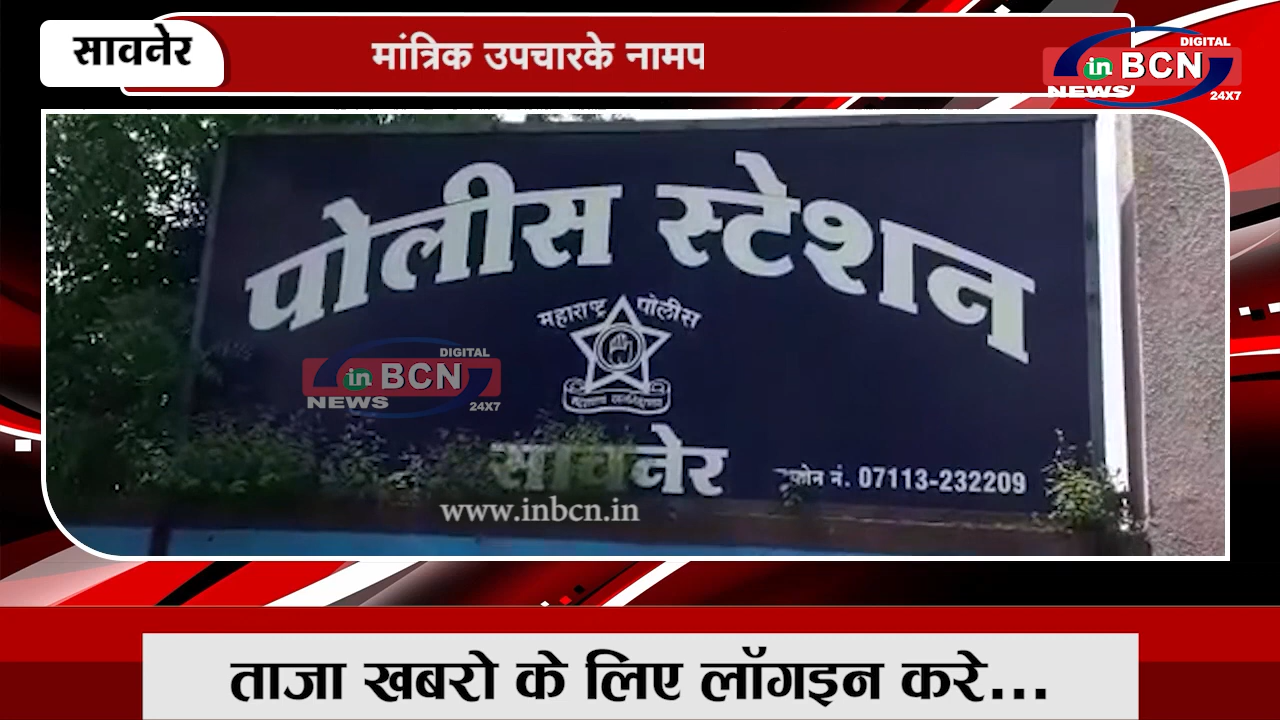 सावनेर
मांत्रिक उपचारके नामप
DIGITAL
in BCN
NEWS
24X7
पोलीस स्टेशन
महाराष्ट्र पोलीस
DIGITAL
in BCN
NEWS
24X7
सावनेर
फोन नं. 07113-232209
www.inbcn.in
ताजा खबरो के लिए लॉगइन करे...